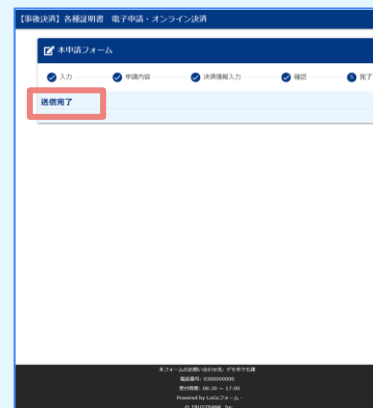 【事後決済】各種証明書　電子申請・オンライン決済
本申請フォーム
入力
申請内容
決済情報入力
確認
5 完了
送信完了
本フォームのお問い合わせ先: デモ市でも課
電話番号: 0300000000
受付時間: 08:30 ～ 17:00
Powered by LoGoフォーム -
© TRUSTBANK, Inc.